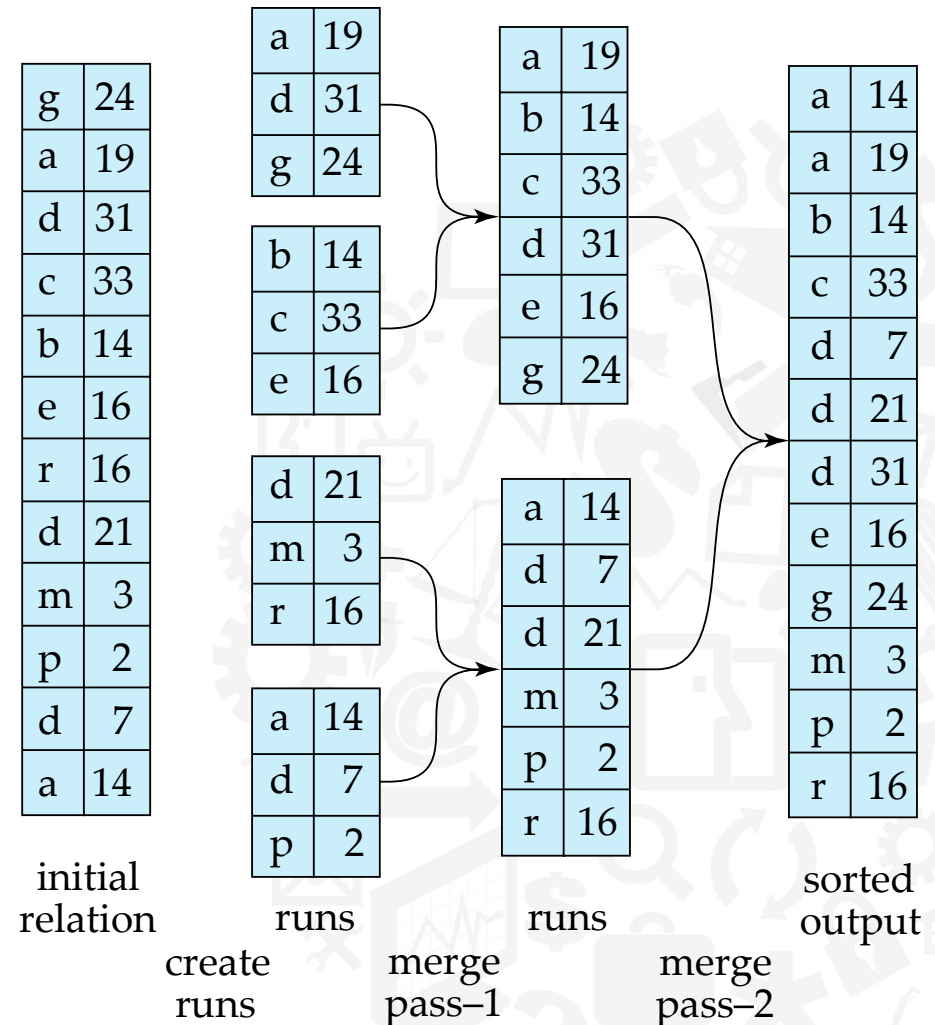 g 24
a 19
d 31
c 33
b 14
e 16
r 16
d 21
m 3
p 2
d 7
a 14
initial
relation
a 19
d 31
g 24
b 14
c 33
e 16
d 21
m 3
r 16
a 14
d 7
p 2
runs
create
runs
a 19
b 14
c 33
d 31
e 16
g 24
a 14
d 7
d 21
m 3
p 2
r 16
runs
merge
pass–1
a 14
a 19
b 14
c 33
d 7
d 21
d 31
e 16
g 24
m 3
p 2
r 16
sorted
output
merge
pass–2